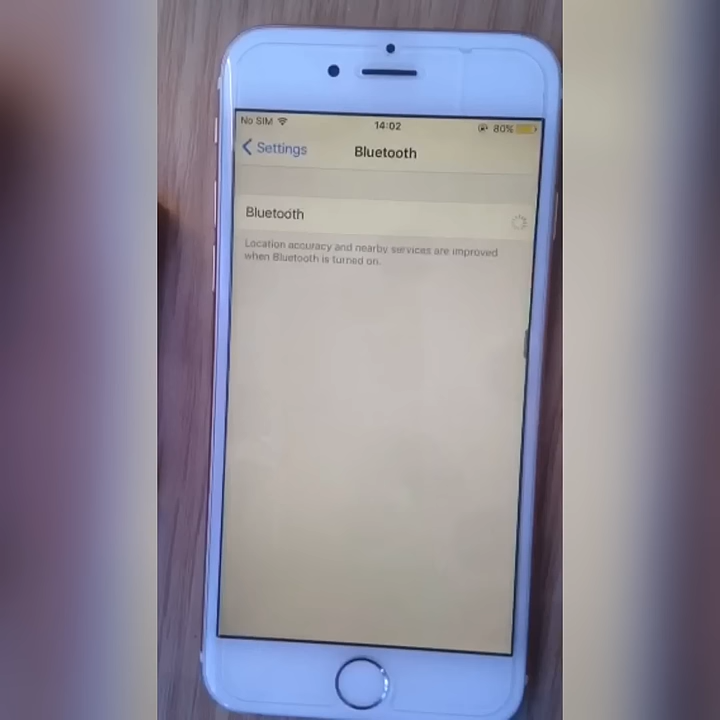 No SIM 14:02 80%
Settings Bluetooth
Bluetooth
Location accuracy and nearby services are improved
when Bluetooth is turned on.